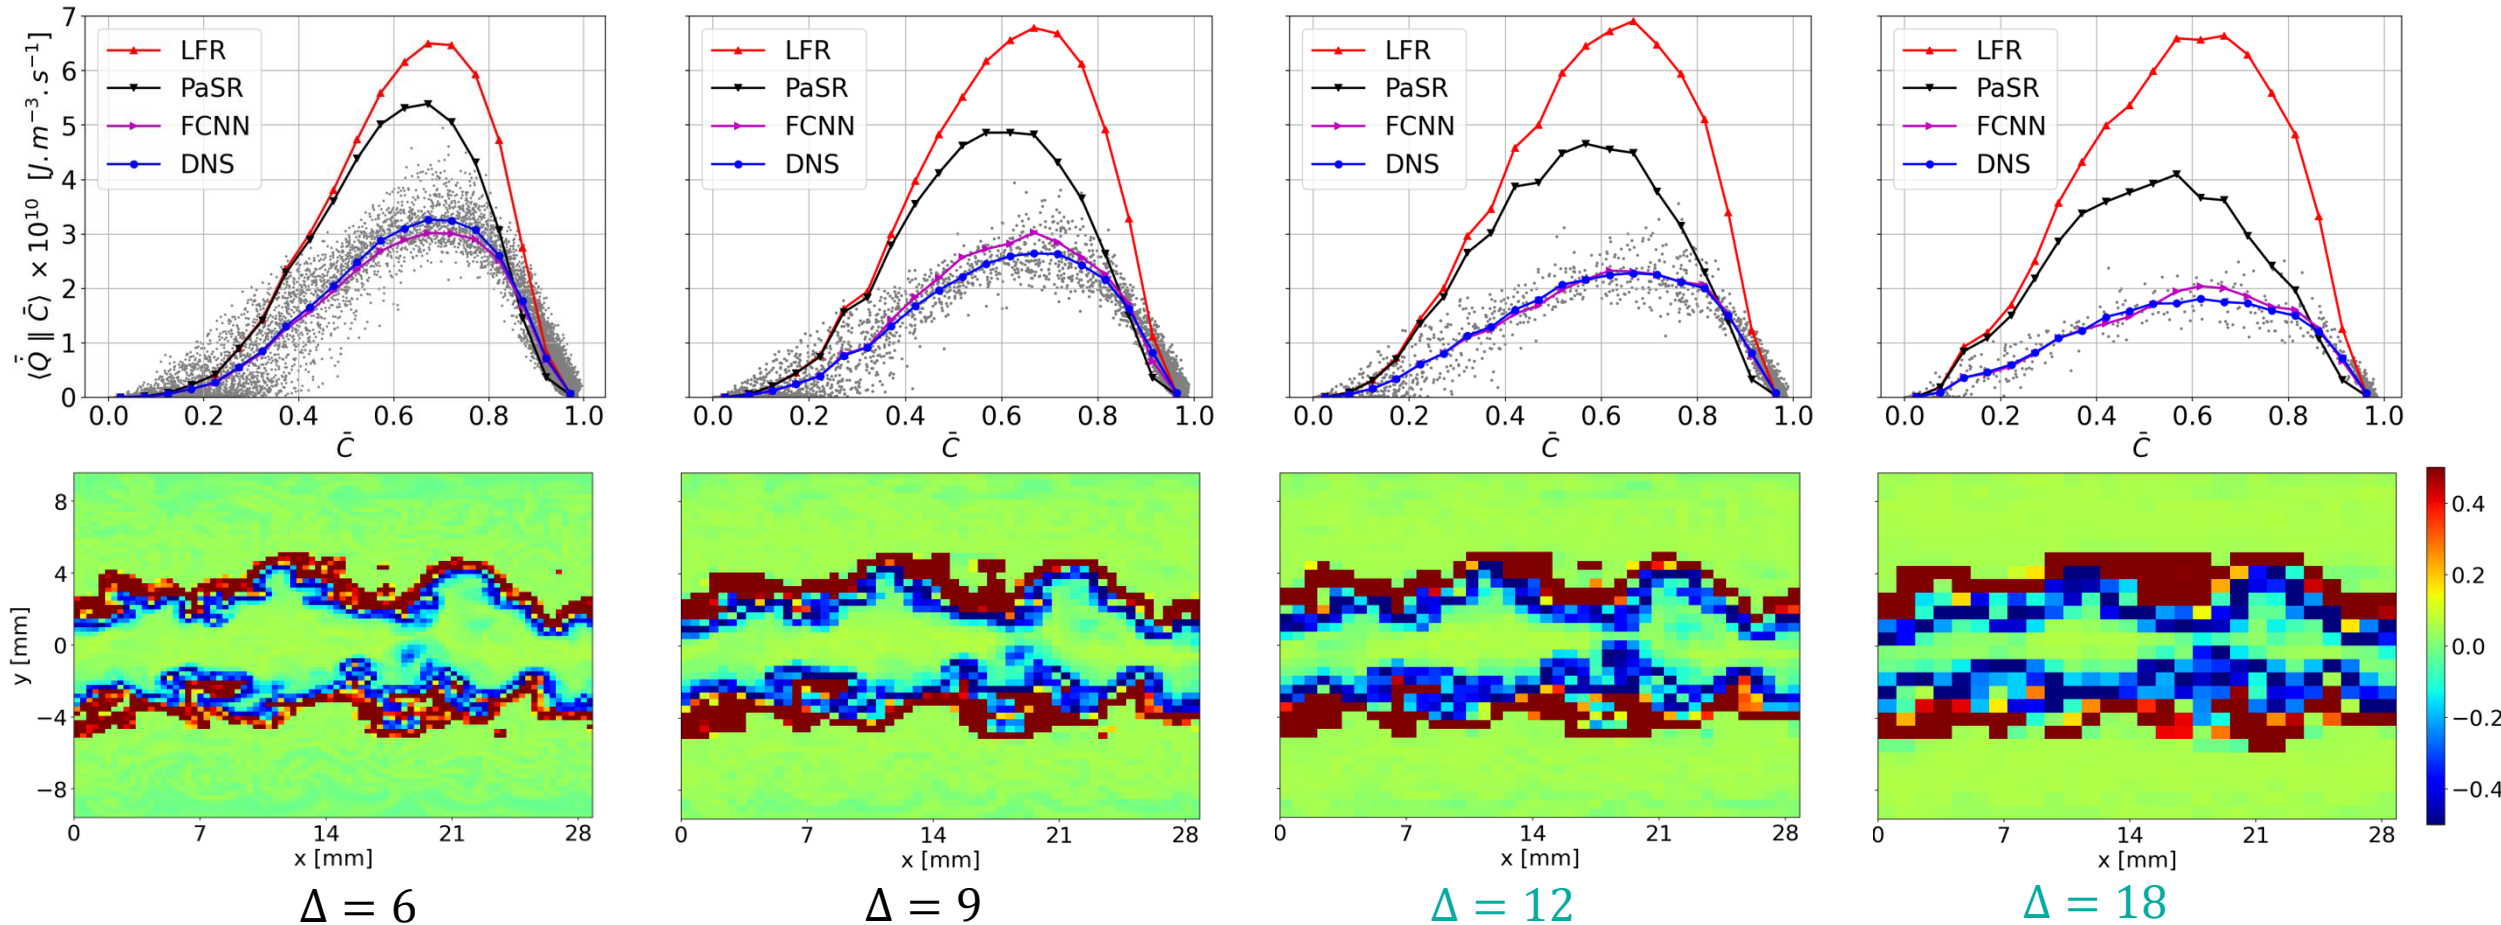 ⟨Q̇̄ ∥ C̄⟩ × 10¹⁰ [J.m⁻³.s⁻¹]
7
6
5
4
3
2
1
0
LFR
PaSR
FCNN
DNS
0.0 0.2 0.4 0.6 0.8 1.0
C̄
LFR
PaSR
FCNN
DNS
0.0 0.2 0.4 0.6 0.8 1.0
C̄
LFR
PaSR
FCNN
DNS
0.0 0.2 0.4 0.6 0.8 1.0
C̄
LFR
PaSR
FCNN
DNS
0.0 0.2 0.4 0.6 0.8 1.0
C̄
y [mm]
8
4
0
−4
−8
0 7 14 21 28
x [mm]
0 7 14 21 28
x [mm]
0 7 14 21 28
x [mm]
0 7 14 21 28
x [mm]
0.4
0.2
0.0
−0.2
−0.4
Δ = 6
Δ = 9
Δ = 12
Δ = 18